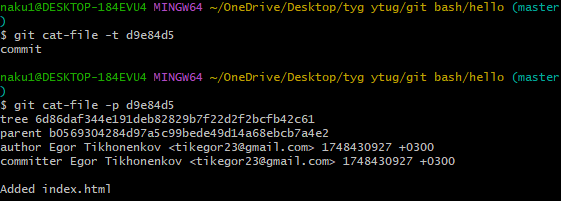 naku1@DESKTOP-184EVU4 MINGW64 ~/OneDrive/Desktop/tyg ytug/git bash/hello (master
)
$ git cat-file -t d9e84d5
commit
naku1@DESKTOP-184EVU4 MINGW64 ~/OneDrive/Desktop/tyg ytug/git bash/hello (master
)
$ git cat-file -p d9e84d5
tree 6d86daf344e191deb82829b7f22d2f2bcfb42c61
parent b0569304284d97a5c99bede49d14a68ebcb7a4e2
author Egor Tikhonenkov <tikegor23@gmail.com> 1748430927 +0300
committer Egor Tikhonenkov <tikegor23@gmail.com> 1748430927 +0300
Added index.html